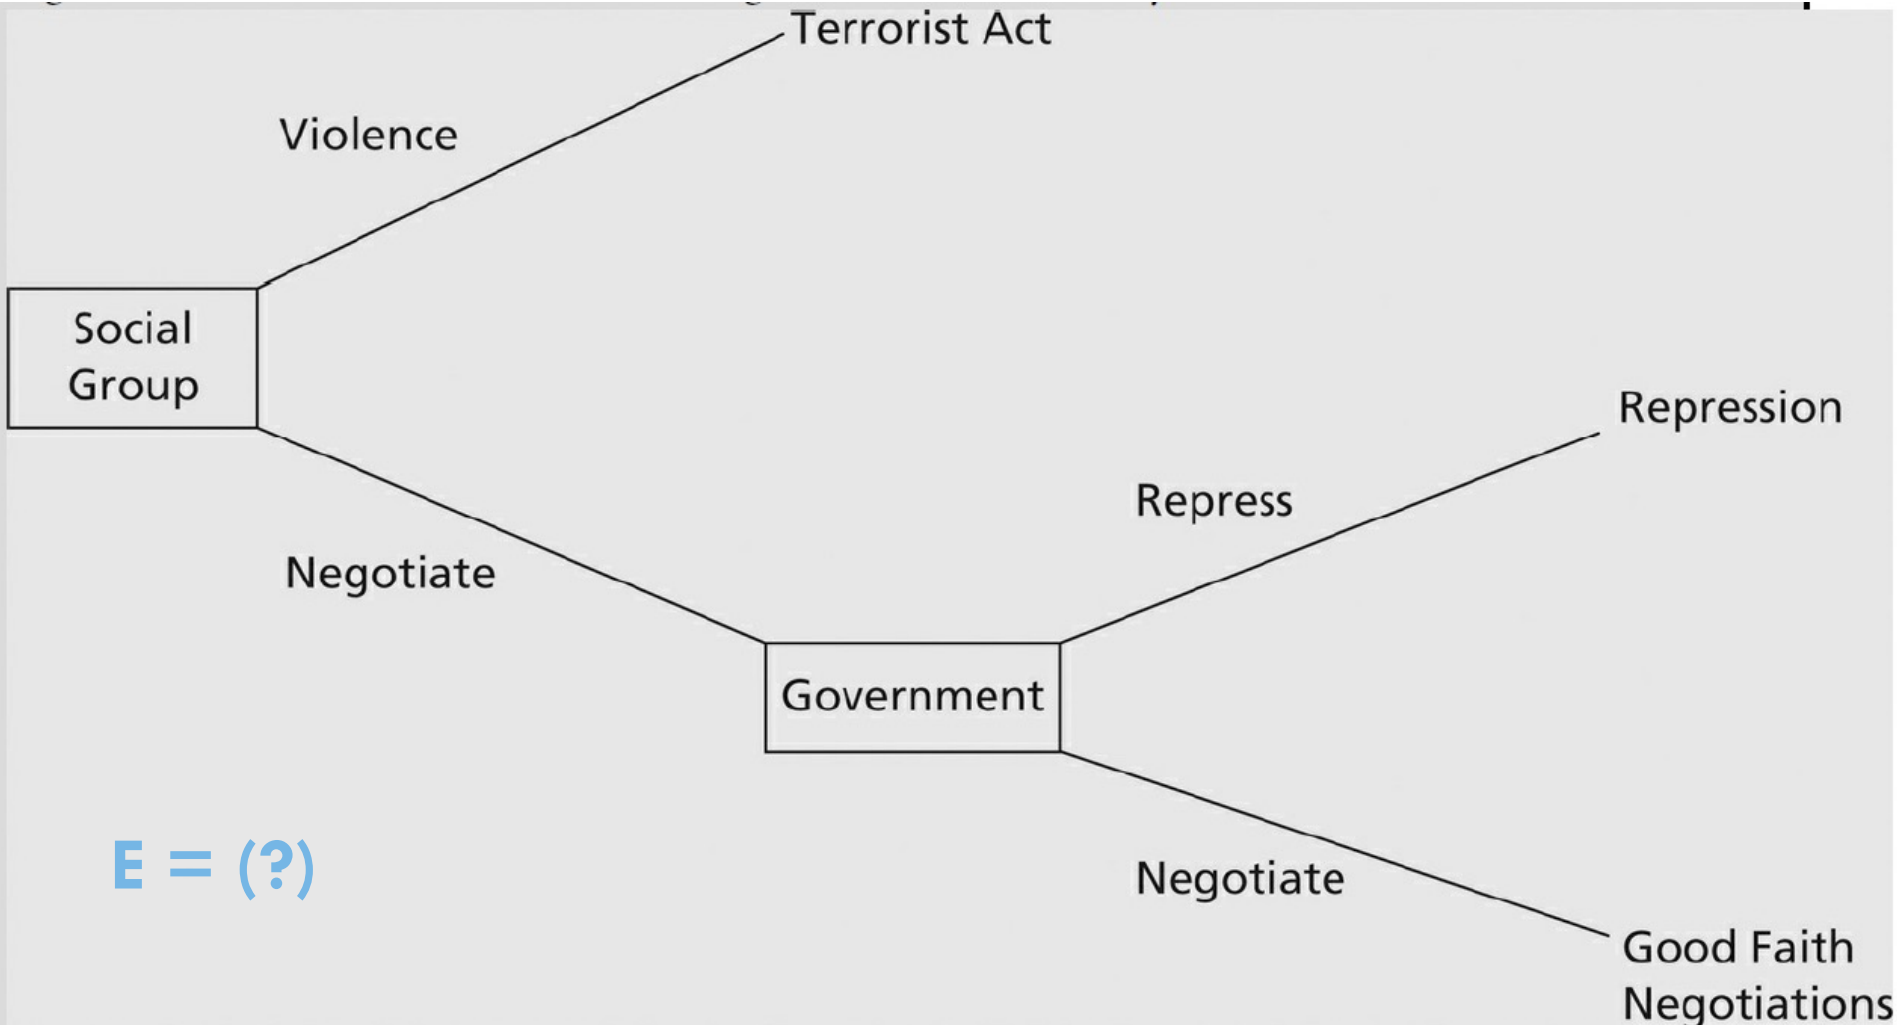 Terrorist Act
Violence
Social
Group
Repression
Repress
Negotiate
Government
E = (?)
Negotiate
Good Faith
Negotiations